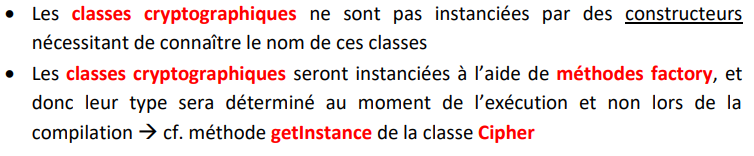 • Les classes cryptographiques ne sont pas instanciées par des constructeurs
nécessitant de connaître le nom de ces classes
• Les classes cryptographiques seront instanciées à l’aide de méthodes factory, et
donc leur type sera déterminé au moment de l’exécution et non lors de la
compilation → cf. méthode getInstance de la classe Cipher